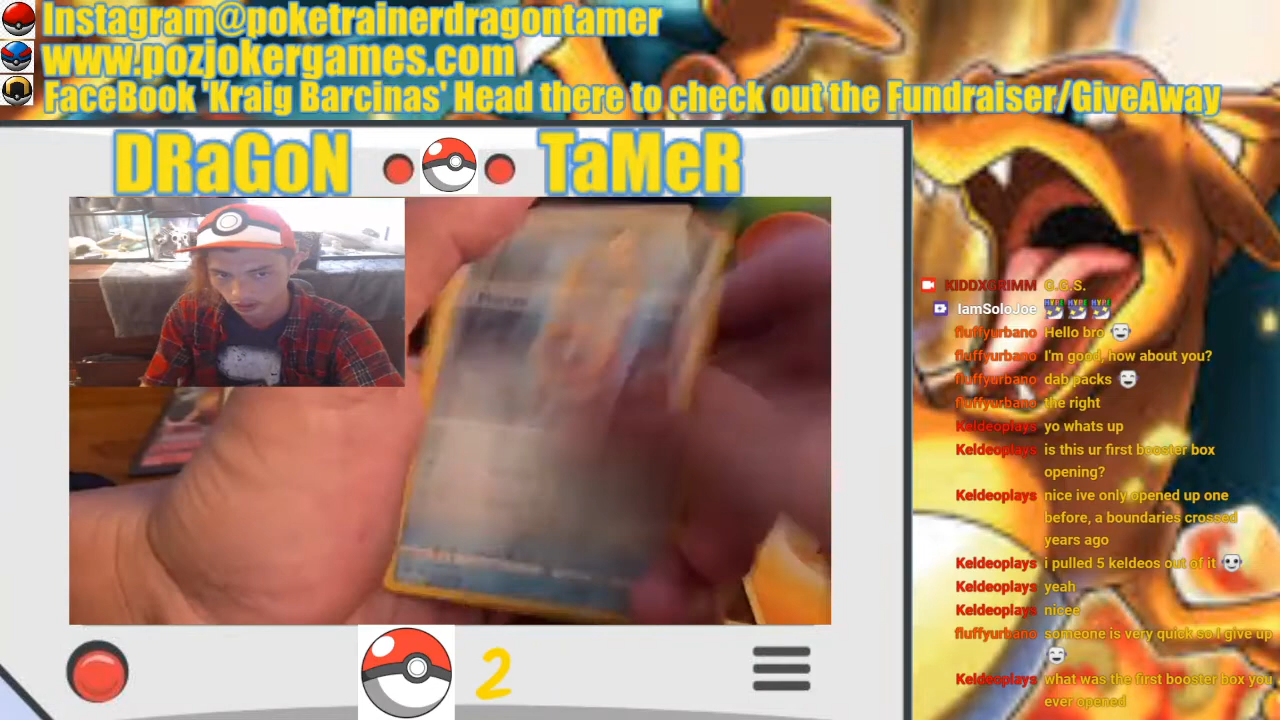 Instagram@poketrainerdragontamer
www.pozjokergames.com
FaceBook 'Kraig Barcinas' Head there to check out the Fundraiser/GiveAway
DRaGoN TaMeR
KIDDXGRIMM G.G.S.
IamSoloJoe HYPE HYPE HYPE
fluffyurbano Hello bro
fluffyurbano I'm good, how about you?
fluffyurbano dab packs
fluffyurbano the right
Keldeoplays yo whats up
Keldeoplays is this ur first booster box
opening?
Keldeoplays nice ive only opened up one
before, a boundaries crossed
years ago
Keldeoplays i pulled 5 keldeos out of it
Keldeoplays yeah
Keldeoplays nicee
fluffyurbano someone is very quick so I give up
Keldeoplays what was the first booster box you
ever opened
2